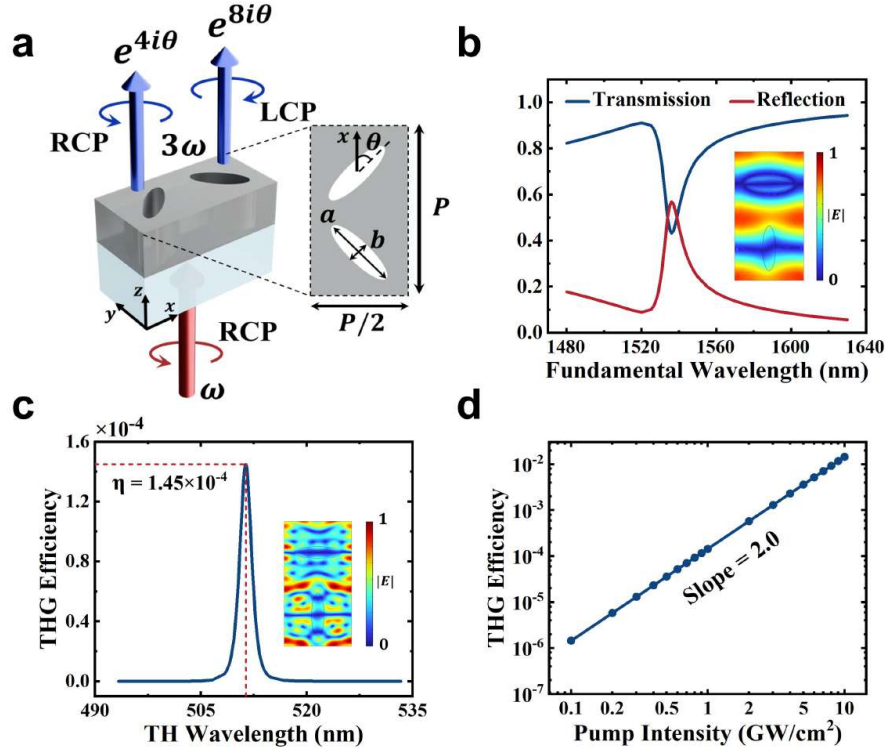 a
e^{4iθ}
e^{8iθ}
RCP
LCP
3ω
x
θ
a
b
P
P/2
z
y
x
RCP
ω
b
Transmission
Reflection
1.0
0.8
0.6
0.4
0.2
0.0
1
|E|
0
1480
1520
1560
1600
1640
Fundamental Wavelength (nm)
c
×10⁻⁴
1.6
1.2
0.8
0.4
0.0
THG Efficiency
η = 1.45×10⁻⁴
1
|E|
0
490
505
520
535
TH Wavelength (nm)
d
10⁻²
10⁻³
10⁻⁴
10⁻⁵
10⁻⁶
10⁻⁷
THG Efficiency
Slope = 2.0
0.1
0.2
0.5
1
2
5
10
Pump Intensity (GW/cm²)